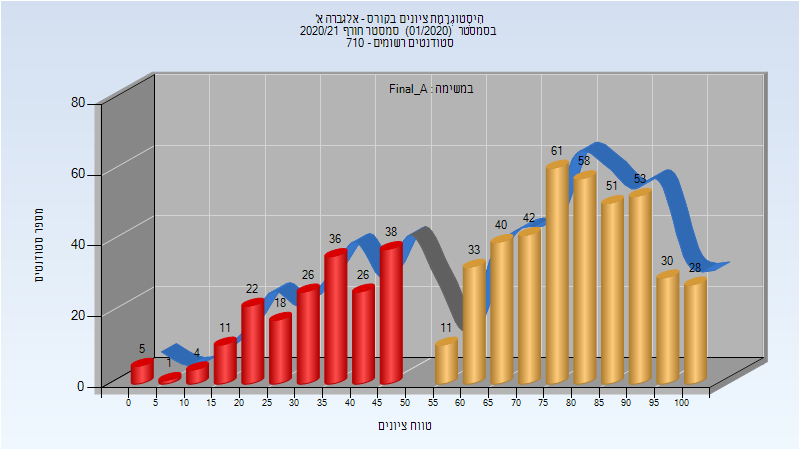 היסטוגרמת ציונים בקורס - אלגברה א'
בסמסטר (01/2020) סמסטר חורף 2020/21
סטודנטים רשומים - 710
במשימה : Final_A
מספר סטודנטים
80
60
40
20
0
5 1 4 11 22 18 26 36 26 38 11 33 40 42 61 58 51 53 30 28
0 5 10 15 20 25 30 35 40 45 50 55 60 65 70 75 80 85 90 95 100
טווח ציונים